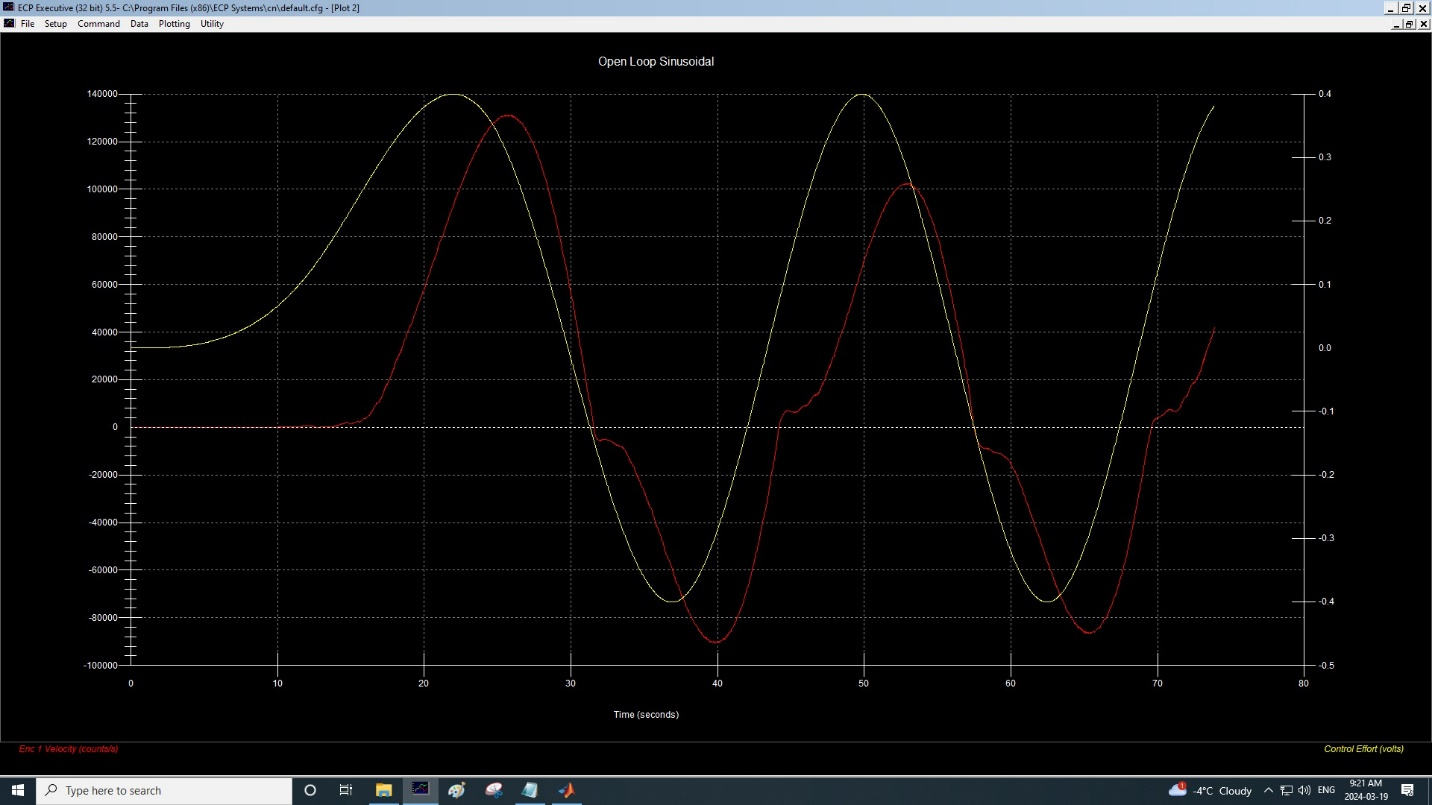 ECP Executive (32 bit) 5.5- C:\Program Files (x86)\ECP Systems\cn\default.cfg - [Plot 2]
File Setup Command Data Plotting Utility
Open Loop Sinusoidal
140000 0.4
120000
0.3
100000
0.2
80000
60000 0.1
40000
0.0
20000
-0.1
0
-20000 -0.2
-40000
-0.3
-60000
-0.4
-80000
-100000 -0.5
0 10 20 30 40 50 60 70 80
Time (seconds)
Enc 1 Velocity (counts/s) Control Effort (volts)
Type here to search
1
-4°C Cloudy ENG 9:21 AM
2024-03-19